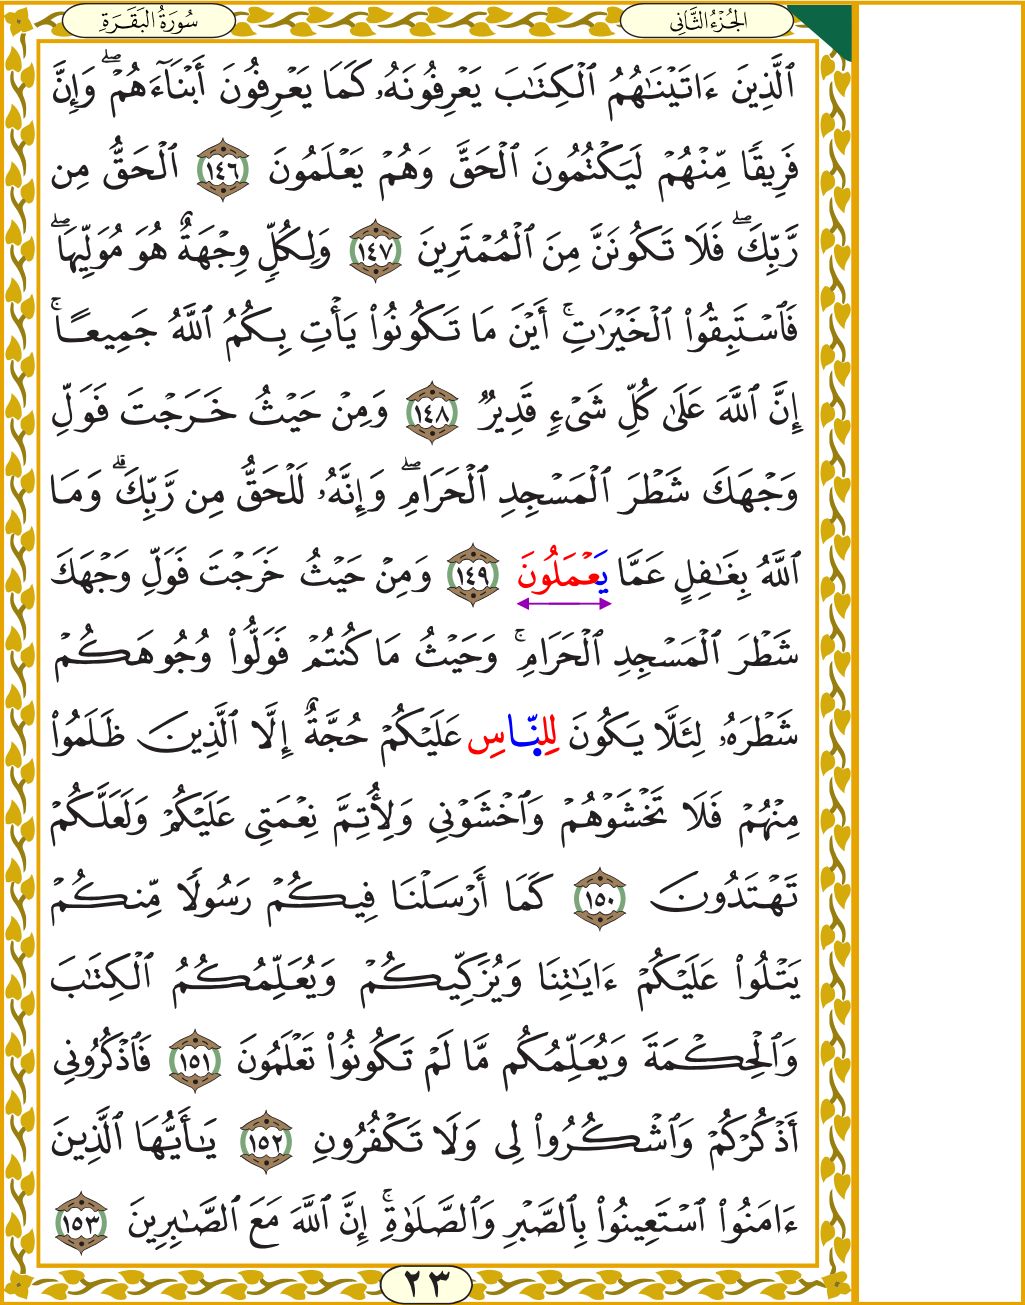 سُورَةُ الْبَقَرَةِ
الجُزْءُ الثَّانِي
ٱلَّذِينَ ءَاتَيْنَٰهُمُ ٱلْكِتَٰبَ يَعْرِفُونَهُۥ كَمَا يَعْرِفُونَ أَبْنَآءَهُمْ ۖ وَإِنَّ
فَرِيقًا مِّنْهُمْ لَيَكْتُمُونَ ٱلْحَقَّ وَهُمْ يَعْلَمُونَ ١٤٦ ٱلْحَقُّ مِن
رَّبِّكَ ۖ فَلَا تَكُونَنَّ مِنَ ٱلْمُمْتَرِينَ ١٤٧ وَلِكُلٍّ وِجْهَةٌ هُوَ مُوَلِّيهَا ۖ
فَٱسْتَبِقُوا۟ ٱلْخَيْرَٰتِ ۚ أَيْنَ مَا تَكُونُوا۟ يَأْتِ بِكُمُ ٱللَّهُ جَمِيعًا ۚ
إِنَّ ٱللَّهَ عَلَىٰ كُلِّ شَىْءٍ قَدِيرٌ ١٤٨ وَمِنْ حَيْثُ خَرَجْتَ فَوَلِّ
وَجْهَكَ شَطْرَ ٱلْمَسْجِدِ ٱلْحَرَامِ ۖ وَإِنَّهُۥ لَلْحَقُّ مِن رَّبِّكَ ۗ وَمَا
ٱللَّهُ بِغَٰفِلٍ عَمَّا يَعْمَلُونَ ١٤٩ وَمِنْ حَيْثُ خَرَجْتَ فَوَلِّ وَجْهَكَ
شَطْرَ ٱلْمَسْجِدِ ٱلْحَرَامِ ۚ وَحَيْثُ مَا كُنتُمْ فَوَلُّوا۟ وُجُوهَكُمْ
شَطْرَهُۥ لِئَلَّا يَكُونَ لِلنَّاسِ عَلَيْكُمْ حُجَّةٌ إِلَّا ٱلَّذِينَ ظَلَمُوا۟
مِنْهُمْ فَلَا تَخْشَوْهُمْ وَٱخْشَوْنِى وَلِأُتِمَّ نِعْمَتِى عَلَيْكُمْ وَلَعَلَّكُمْ
تَهْتَدُونَ ١٥٠ كَمَآ أَرْسَلْنَا فِيكُمْ رَسُولًا مِّنكُمْ
يَتْلُوا۟ عَلَيْكُمْ ءَايَٰتِنَا وَيُزَكِّيكُمْ وَيُعَلِّمُكُمُ ٱلْكِتَٰبَ
وَٱلْحِكْمَةَ وَيُعَلِّمُكُم مَّا لَمْ تَكُونُوا۟ تَعْلَمُونَ ١٥١ فَٱذْكُرُونِى
أَذْكُرْكُمْ وَٱشْكُرُوا۟ لِى وَلَا تَكْفُرُونِ ١٥٢ يَٰٓأَيُّهَا ٱلَّذِينَ
ءَامَنُوا۟ ٱسْتَعِينُوا۟ بِٱلصَّبْرِ وَٱلصَّلَوٰةِ ۚ إِنَّ ٱللَّهَ مَعَ ٱلصَّٰبِرِينَ ١٥٣
٢٣